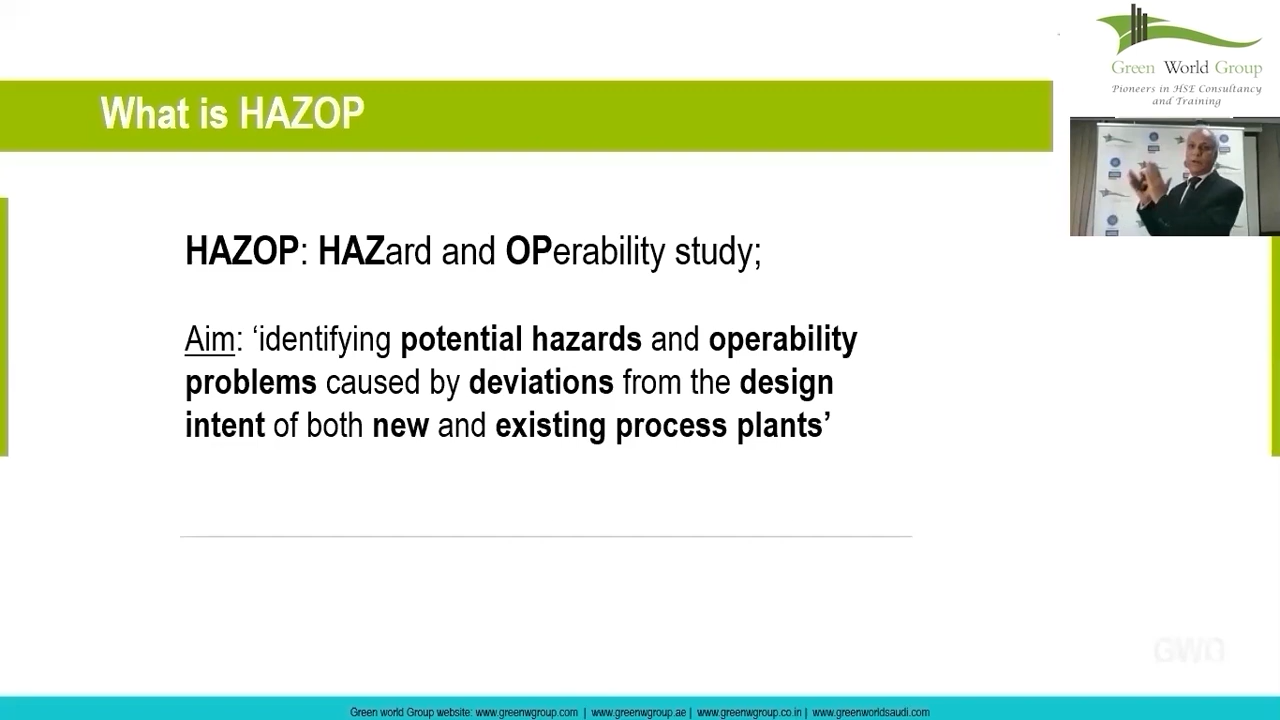 Green World Group
Pioneers in HSE Consultancy
and Training
What is HAZOP
HAZOP: HAZard and OPerability study;
Aim: ‘identifying potential hazards and operability
problems caused by deviations from the design
intent of both new and existing process plants’
GWG
Green world Group website: www.greenwgroup.com | www.greenwgroup.ae | www.greenwgroup.co.in | www.greenworldsaudi.com